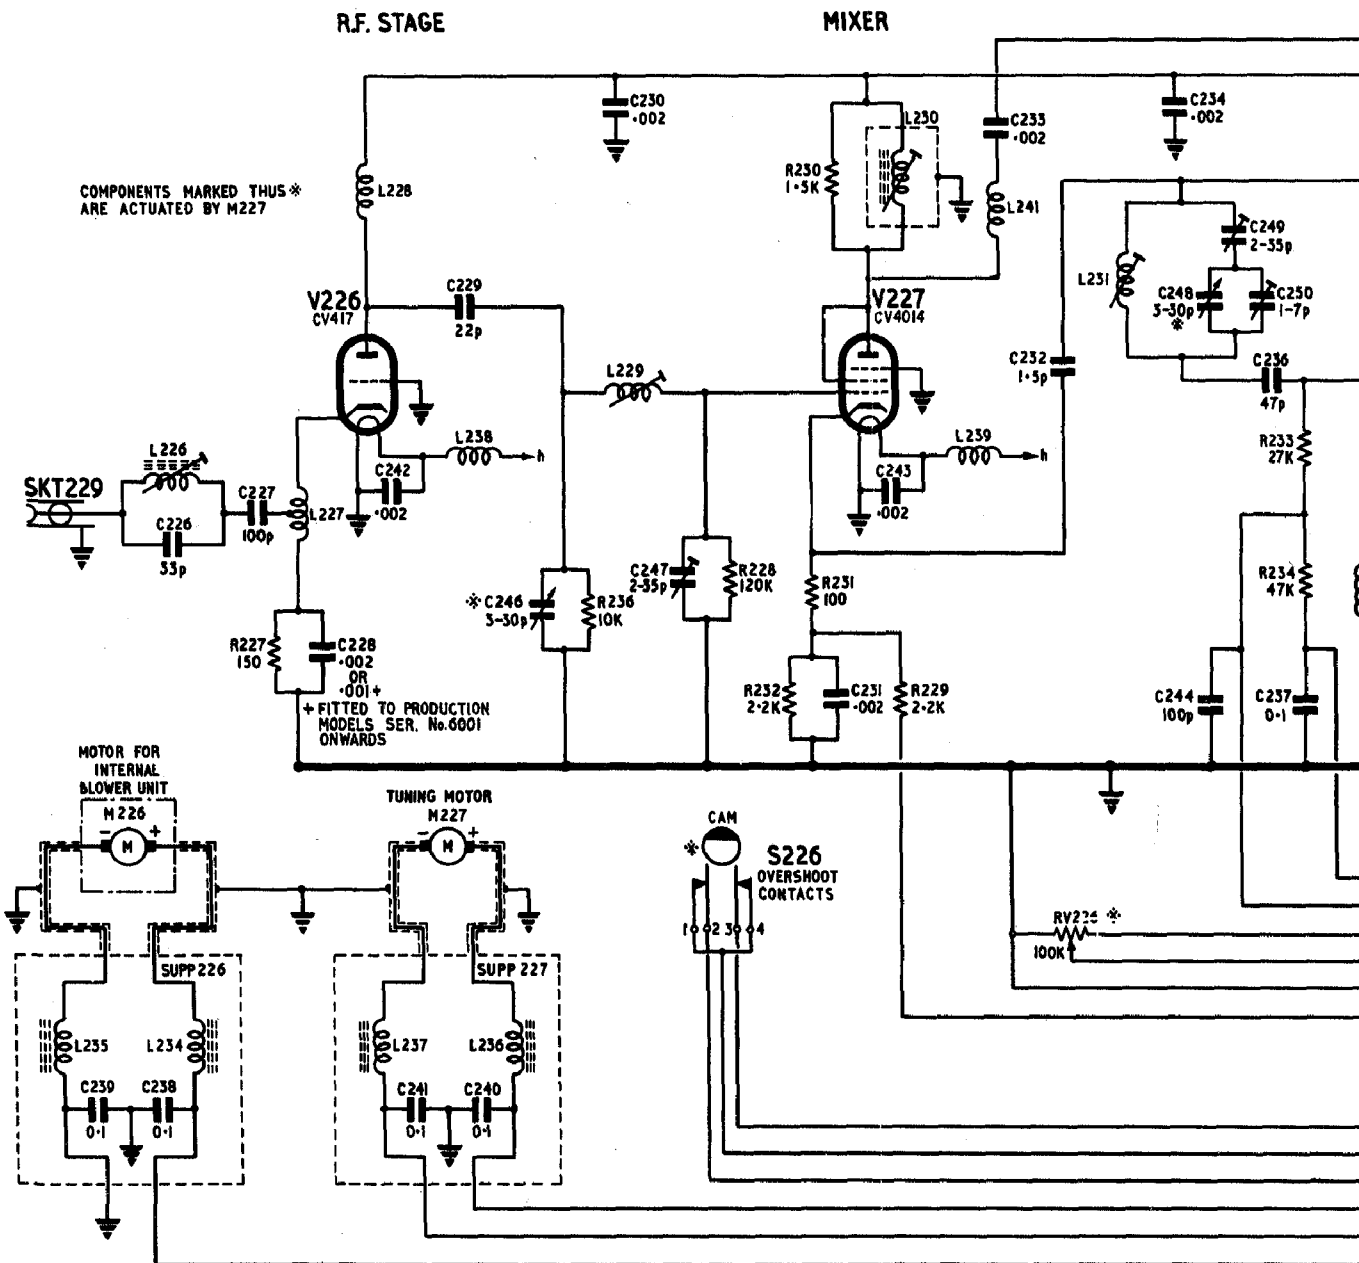 R.F. STAGE
MIXER
COMPONENTS MARKED THUS ※
ARE ACTUATED BY M227
C230
·002
L228
L230
R230
1·5K
C233
·002
L241
C234
·002
C249
2-35p
L231
C248
3-30p
※
C250
1-7p
V226
CV417
C229
22p
V227
CV4014
C232
1·5p
C236
47p
L229
L226
SKT229
C226
33p
C227
100p
L227
L238
h
C242
·002
L239
h
C243
·002
R233
27K
※ C246
3-30p
R236
10K
C247
2-35p
R228
120K
R231
100
R234
47K
R227
150
C228
·002
OR
·001+
+ FITTED TO PRODUCTION
MODELS SER. No.6001
ONWARDS
R232
2·2K
C231
·002
R229
2·2K
C244
100p
C237
0·1
MOTOR FOR
INTERNAL
BLOWER UNIT
M226
- +
M
TUNING MOTOR
M227
- +
M
CAM
※
S226
OVERSHOOT
CONTACTS
1 2 3 4
※
100K
SUPP 226
L235
L234
C239
0·1
C238
0·1
SUPP 227
L237
L236
C241
0·1
C240
0·1